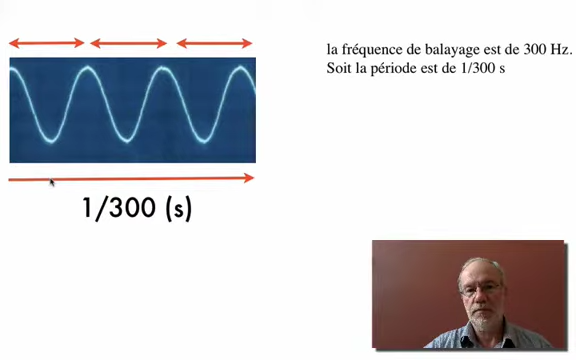 la fréquence de balayage est de 300 Hz.
Soit la période est de 1/300 s
1/300 (s)